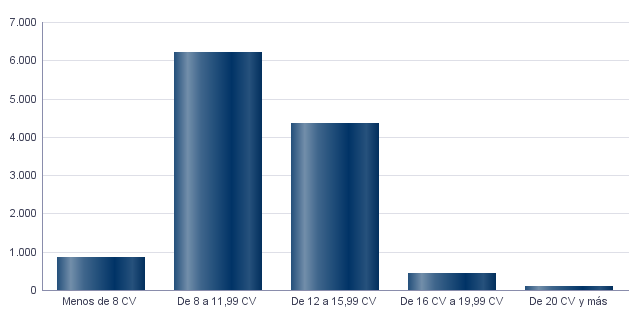 7.000
6.000
5.000
4.000
3.000
2.000
1.000
0
Menos de 8 CV
De 8 a 11,99 CV
De 12 a 15,99 CV
De 16 CV a 19,99 CV
De 20 CV y más